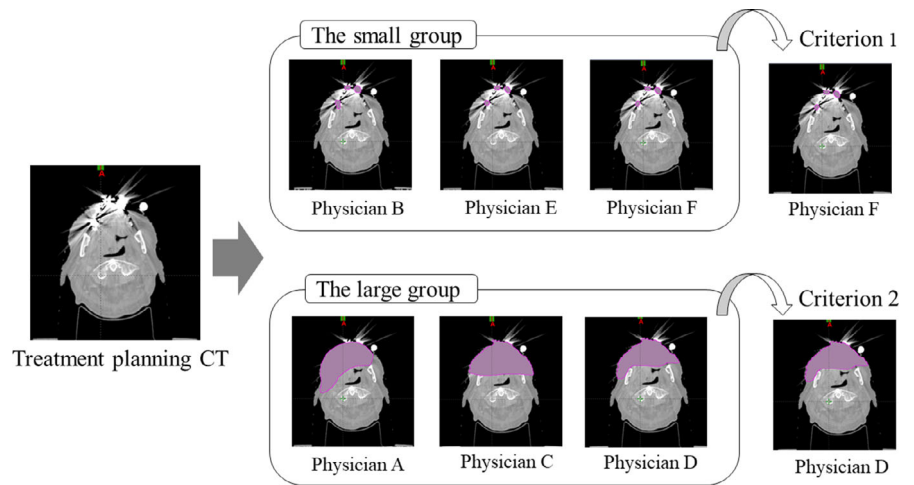 The small group
Criterion 1
Physician B
Physician E
Physician F
Physician F
Treatment planning CT
The large group
Criterion 2
Physician A
Physician C
Physician D
Physician D